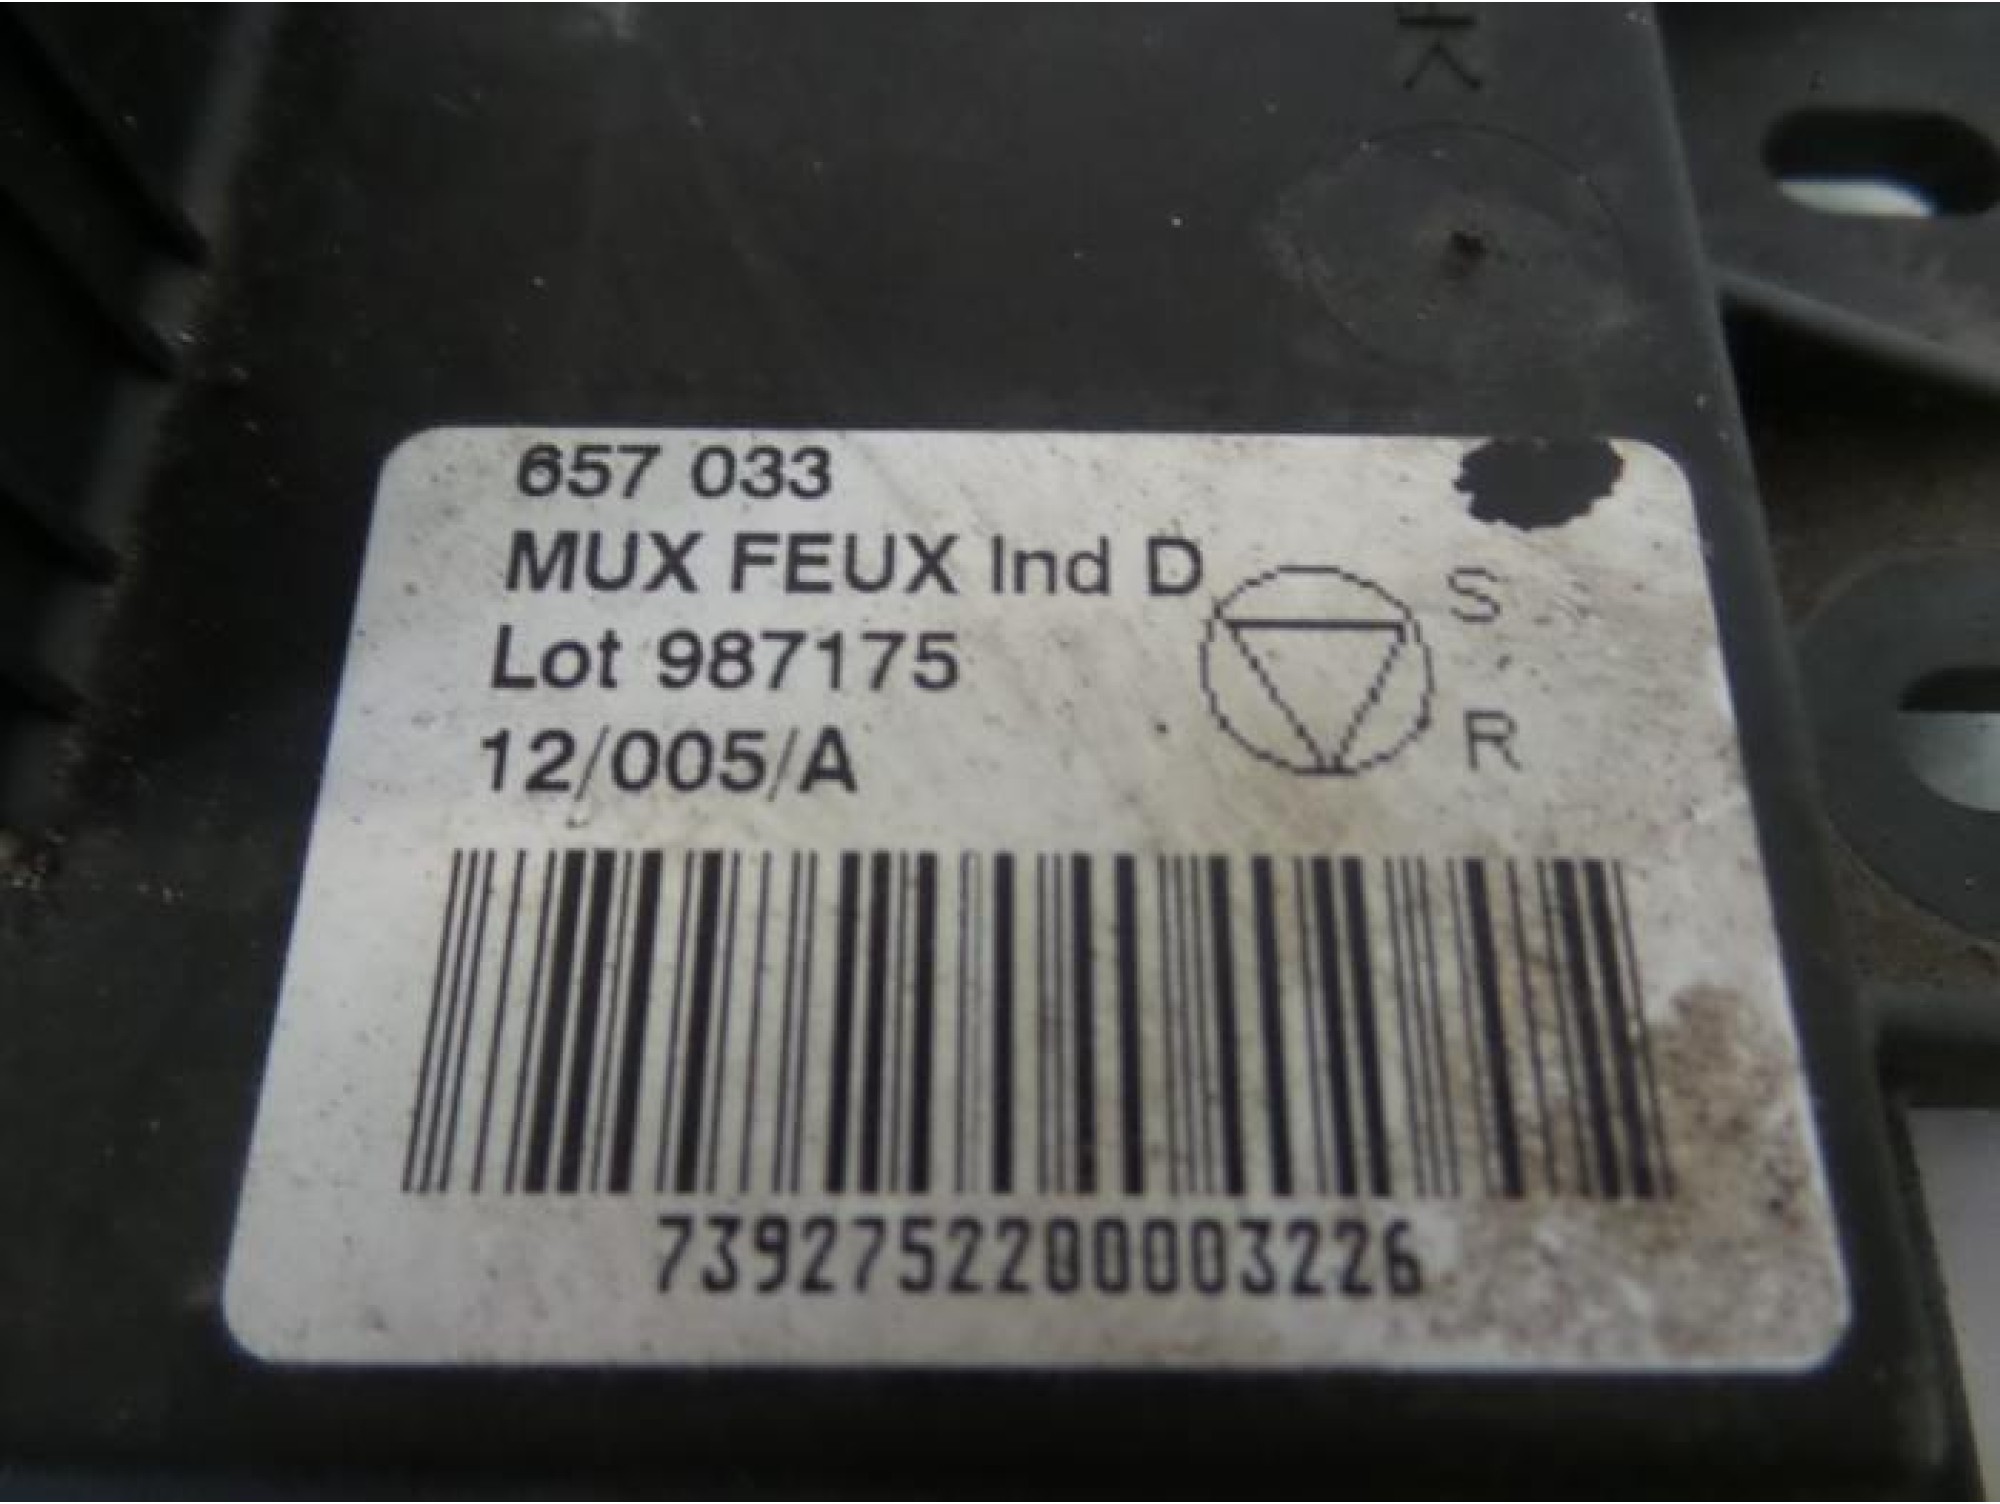 657 033
MUX FEUX Ind D
S
Lot 987175
R
12/005/A
7392752200003226